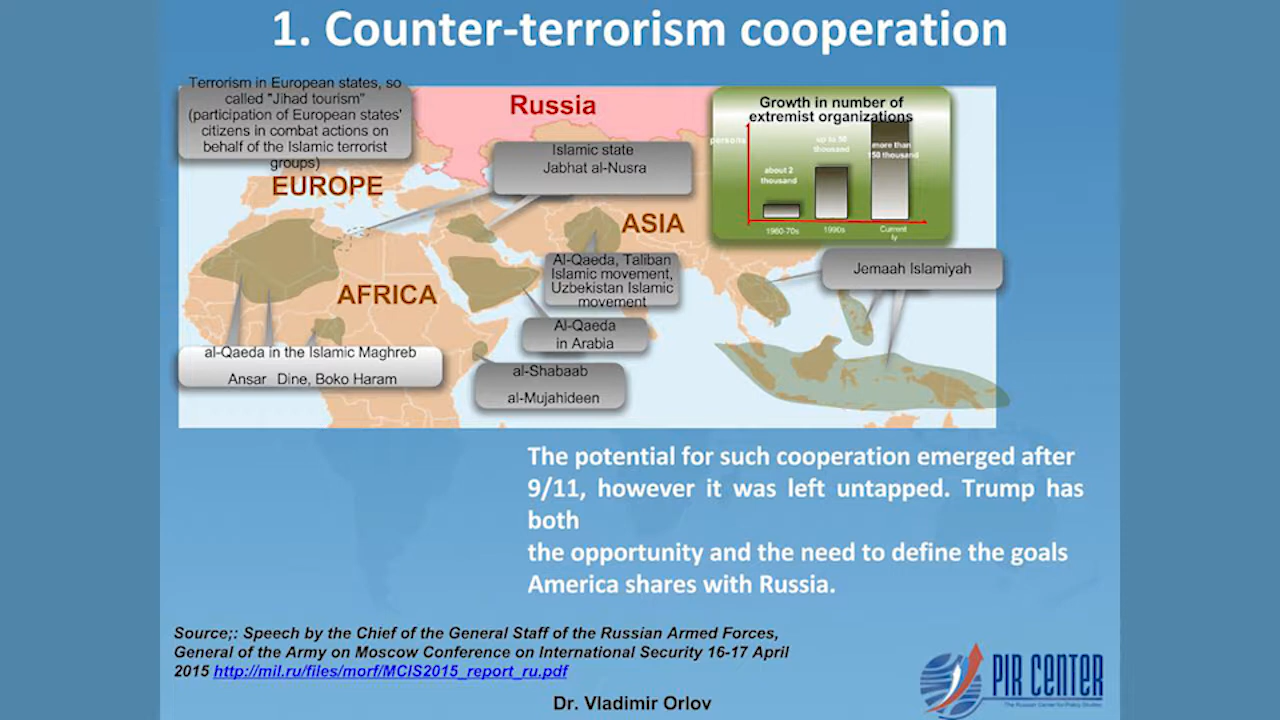 1. Counter-terrorism cooperation
Terrorism in European states, so
called "Jihad tourism"
(participation of European states'
citizens in combat actions on
behalf of the Islamic terrorist
groups)
Russia
EUROPE
Islamic state
Jabhat al-Nusra
ASIA
AFRICA
Growth in number of
extremist organizations
persons
about 2
thousand
up to 50
thousand
more than
150 thousand
1960-70s
1990s
Current
ly
Al-Qaeda, Taliban
Islamic movement,
Uzbekistan Islamic
movement
Jemaah Islamiyah
Al-Qaeda
in Arabia
al-Qaeda in the Islamic Maghreb
Ansar Dine, Boko Haram
al-Shabaab
al-Mujahideen
The potential for such cooperation emerged after
9/11, however it was left untapped. Trump has
both
the opportunity and the need to define the goals
America shares with Russia.
Source;: Speech by the Chief of the General Staff of the Russian Armed Forces,
General of the Army on Moscow Conference on International Security 16-17 April
2015 http://mil.ru/files/morf/MCIS2015_report_ru.pdf
Dr. Vladimir Orlov
PIR CENTER
The Russian Center for Policy Studies